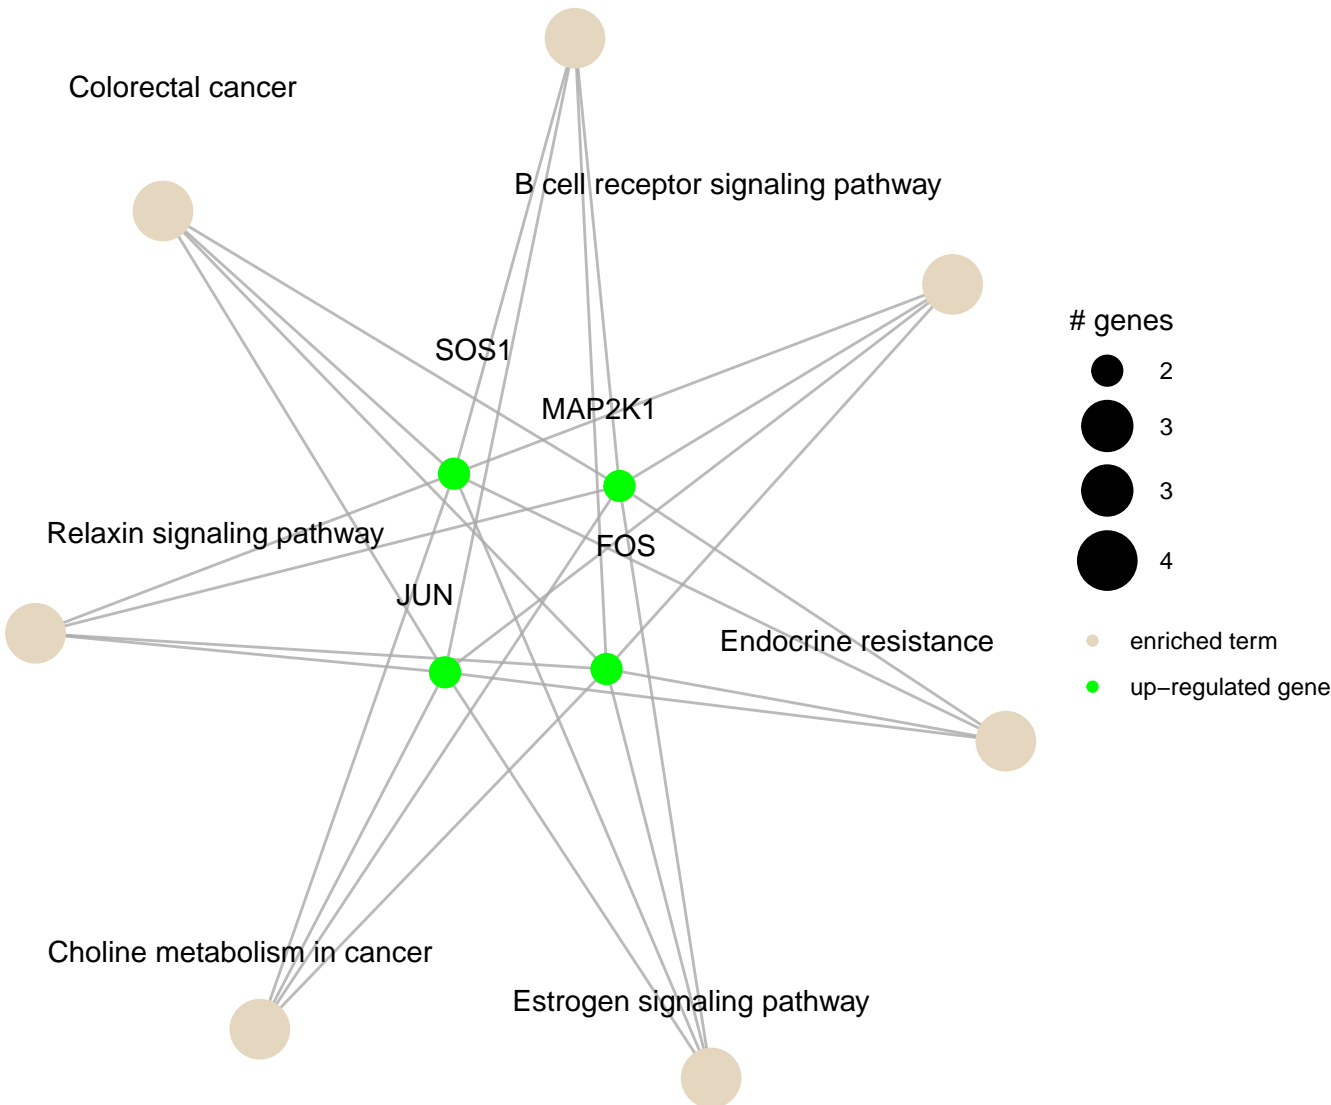 Colorectal cancer
B cell receptor signaling pathway
SOS1
MAP2K1
Relaxin signaling pathway
FOS
JUN
Endocrine resistance
Choline metabolism in cancer
Estrogen signaling pathway
# genes
2
3
3
4
enriched term
up−regulated gene